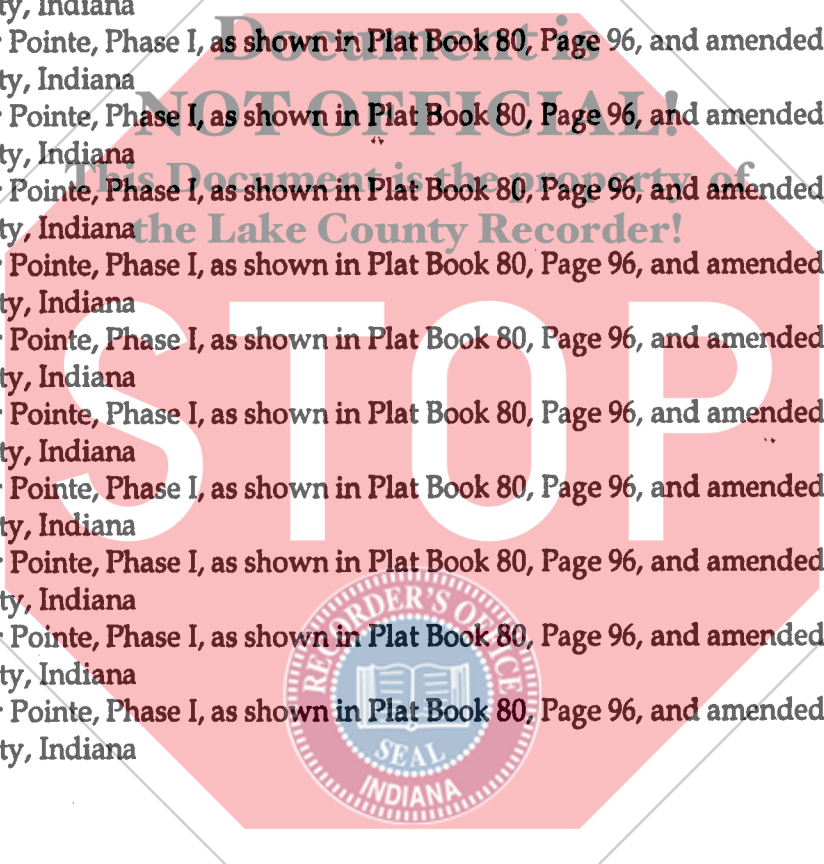 ty, Indiana
Pointe, Phase I, as shown in Plat Book 80, Page 96, and amended
ty, Indiana
Pointe, Phase I, as shown in Plat Book 80, Page 96, and amended
ty, Indiana
Pointe, Phase I, as shown in Plat Book 80, Page 96, and amended
ty, Indiana
Pointe, Phase I, as shown in Plat Book 80, Page 96, and amended
ty, Indiana
Pointe, Phase I, as shown in Plat Book 80, Page 96, and amended
ty, Indiana
Pointe, Phase I, as shown in Plat Book 80, Page 96, and amended
ty, Indiana
Pointe, Phase I, as shown in Plat Book 80, Page 96, and amended
ty, Indiana
Pointe, Phase I, as shown in Plat Book 80, Page 96, and amended
ty, Indiana
Pointe, Phase I, as shown in Plat Book 80, Page 96, and amended
ty, Indiana
Pointe, Phase I, as shown in Plat Book 80, Page 96, and amended
ty, Indiana
Document is
NOT OFFICIAL!
This Document is the property of
the Lake County Recorder!
STOP
RECORDER'S OFFICE
SEAL
INDIANA